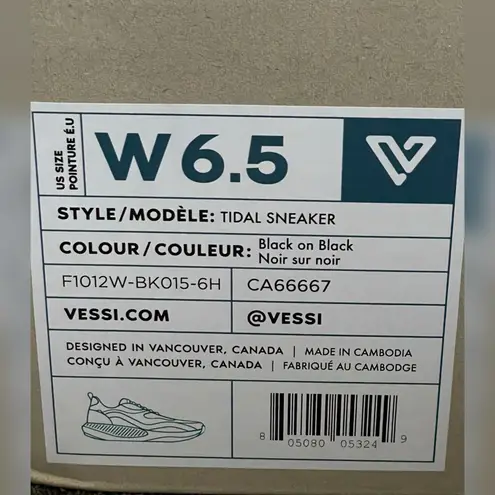 US SIZE
POINTURE É.U
W 6.5
STYLE/MODÈLE: TIDAL SNEAKER
COLOUR / COULEUR: Black on Black
Noir sur noir
F1012W-BK015-6H CA66667
VESSI.COM @VESSI
DESIGNED IN VANCOUVER, CANADA | MADE IN CAMBODIA
CONÇU À VANCOUVER, CANADA | FABRIQUÉ AU CAMBODGE
8 05080 05324 9